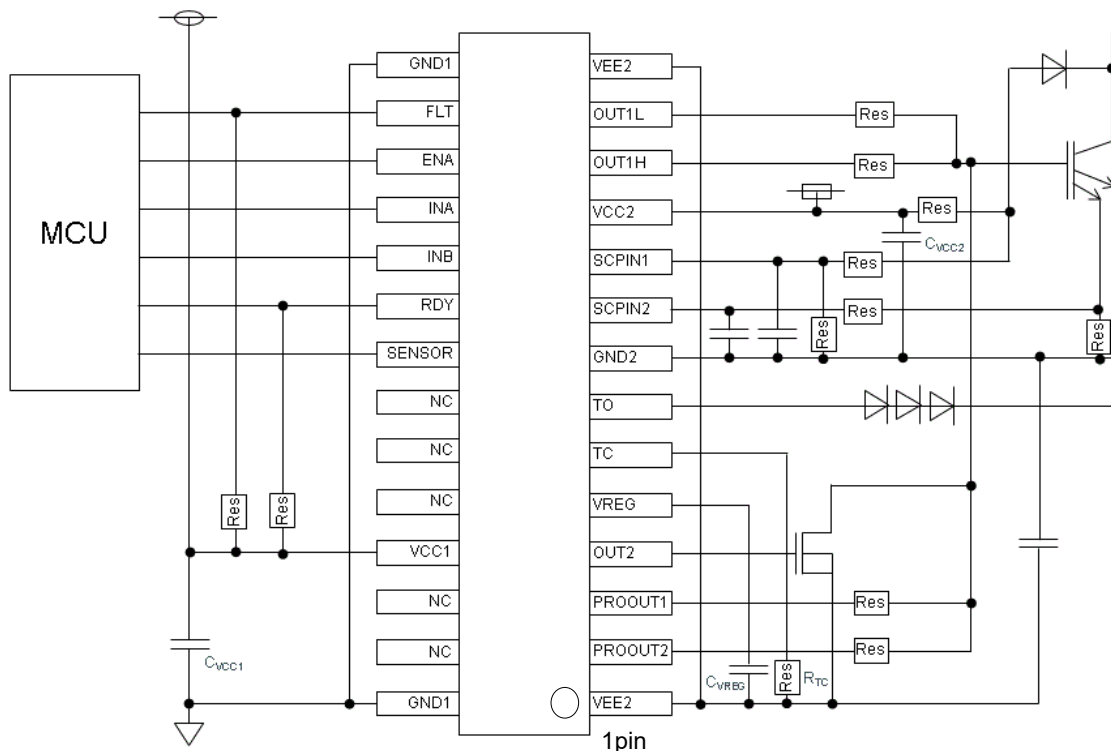 MCU
GND1
FLT
ENA
INA
INB
RDY
SENSOR
NC
NC
NC
VCC1
NC
NC
GND1
Res
Res
CVCC1
VEE2
OUT1L
OUT1H
VCC2
SCPIN1
SCPIN2
GND2
TO
TC
VREG
OUT2
PROOUT1
PROOUT2
VEE2
Res
Res
Res
CVCC2
Res
Res
Res
Res
Res
Res
CVREG
Res
RTC
1pin